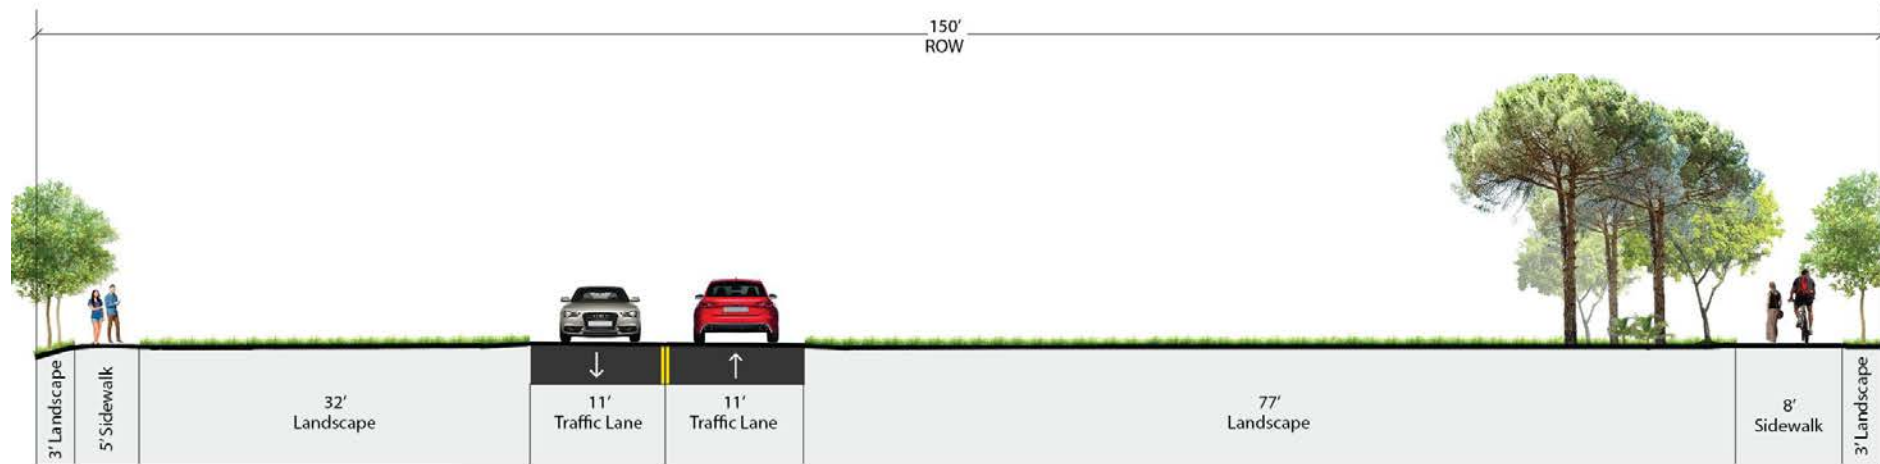 150′
ROW
3′ Landscape
5′ Sidewalk
32′
Landscape
11′
Traffic Lane
11′
Traffic Lane
77′
Landscape
8′
Sidewalk
3′ Landscape